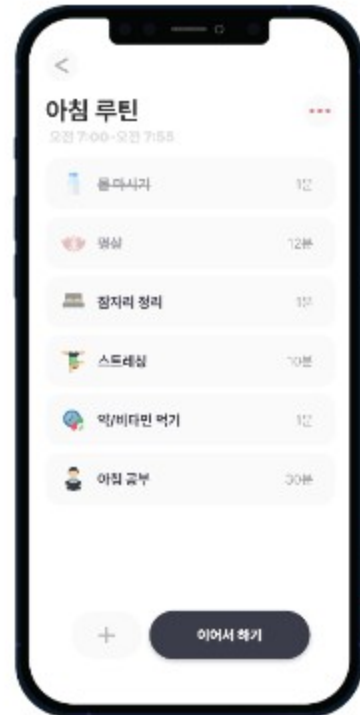 <
아침 루틴
오전 7:00-오전 7:55
물 마시기 1분
명상 12분
잠자리 정리 1분
스트레칭 10분
약/비타민 먹기 1분
아침 공부 30분
+ 이어서 하기